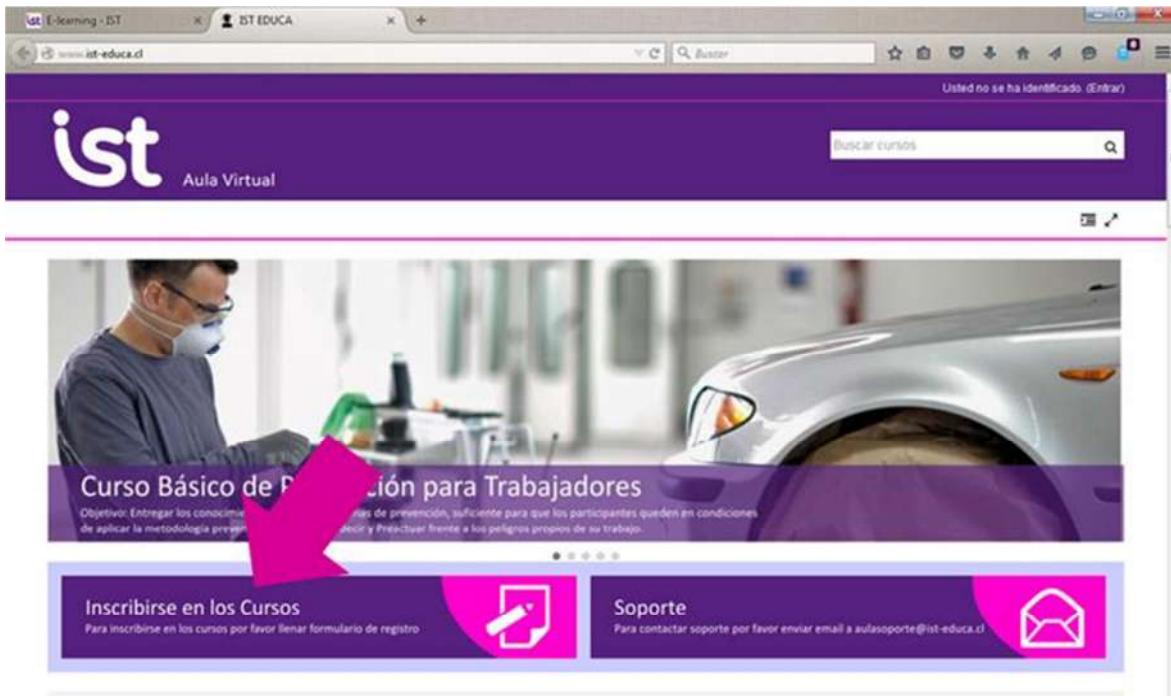 E-learning - IST
IST EDUCA
www.ist-educa.cl
Buscar
Usted no se ha identificado. (Entrar)
ist
Aula Virtual
Buscar cursos
Curso Básico de ción para Trabajadores
Objetivo: Entregar los de prevención, suficiente para que los participantes queden en condiciones
de aplicar la metodología y Preactuar frente a los peligros propios de su trabajo.
Inscribirse en los Cursos
Para inscribirse en los cursos por favor llenar formulario de registro
Soporte
Para contactar soporte por favor enviar email a aulasoporte@ist-educa.cl